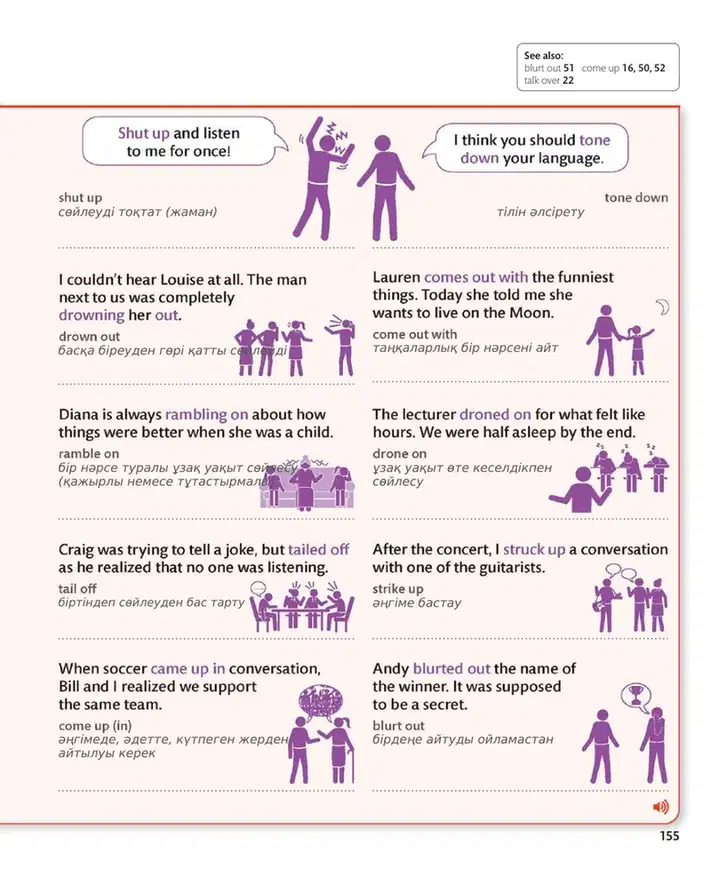 See also:
blurt out 51 come up 16, 50, 52
talk over 22
Shut up and listen
to me for once!
I think you should tone
down your language.
shut up
сөйлеуді тоқтат (жаман)
tone down
тілін әлсірету
I couldn't hear Louise at all. The man
next to us was completely
drowning her out.
drown out
басқа біреуден гөрі қатты сөйлейді
Lauren comes out with the funniest
things. Today she told me she
wants to live on the Moon.
come out with
таңқаларлық бір нәрсені айт
Diana is always rambling on about how
things were better when she was a child.
ramble on
бір нәрсе туралы ұзақ уақыт сөйлесу
(қажырлы немесе тұтастырмалы)
The lecturer droned on for what felt like
hours. We were half asleep by the end.
drone on
ұзақ уақыт өте кеселдікпен
сөйлесу
Craig was trying to tell a joke, but tailed off
as he realized that no one was listening.
tail off
біртіндеп сөйлеуден бас тарту
After the concert, I struck up a conversation
with one of the guitarists.
strike up
әңгіме бастау
When soccer came up in conversation,
Bill and I realized we support
the same team.
come up (in)
әңгімеде, әдетте, күтпеген жерден
айтылуы керек
Andy blurted out the name of
the winner. It was supposed
to be a secret.
blurt out
бірдеңе айтуды ойламастан
155